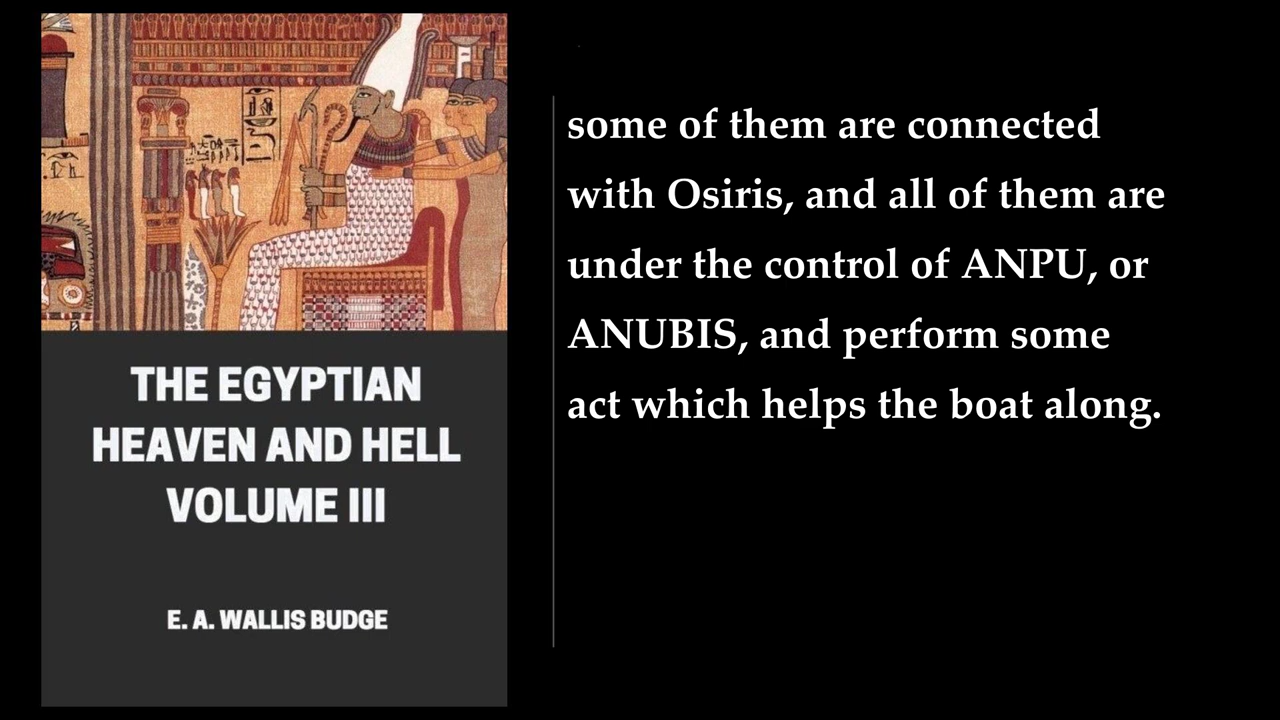 THE EGYPTIAN
HEAVEN AND HELL
VOLUME III
E. A. WALLIS BUDGE
some of them are connected
with Osiris, and all of them are
under the control of ANPU, or
ANUBIS, and perform some
act which helps the boat along.